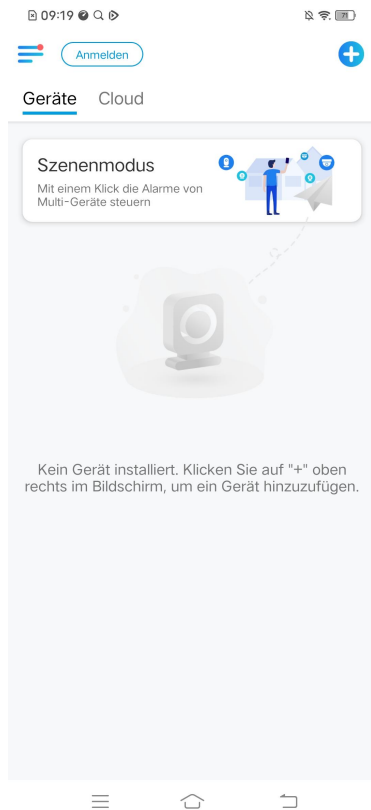 09:19
71
Anmelden
Geräte Cloud
Szenenmodus
Mit einem Klick die Alarme von
Multi-Geräte steuern
Kein Gerät installiert. Klicken Sie auf "+" oben
rechts im Bildschirm, um ein Gerät hinzuzufügen.